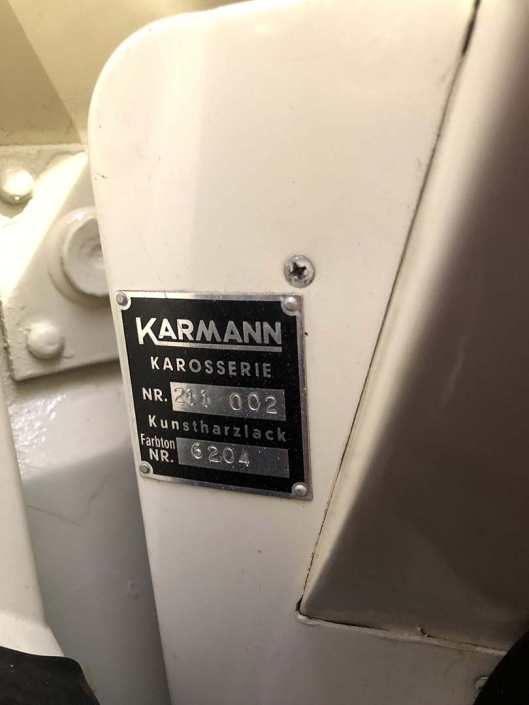 KARMANN
KAROSSERIE
NR. 211 002
Kunstharzlack
Farbton
NR. 6204